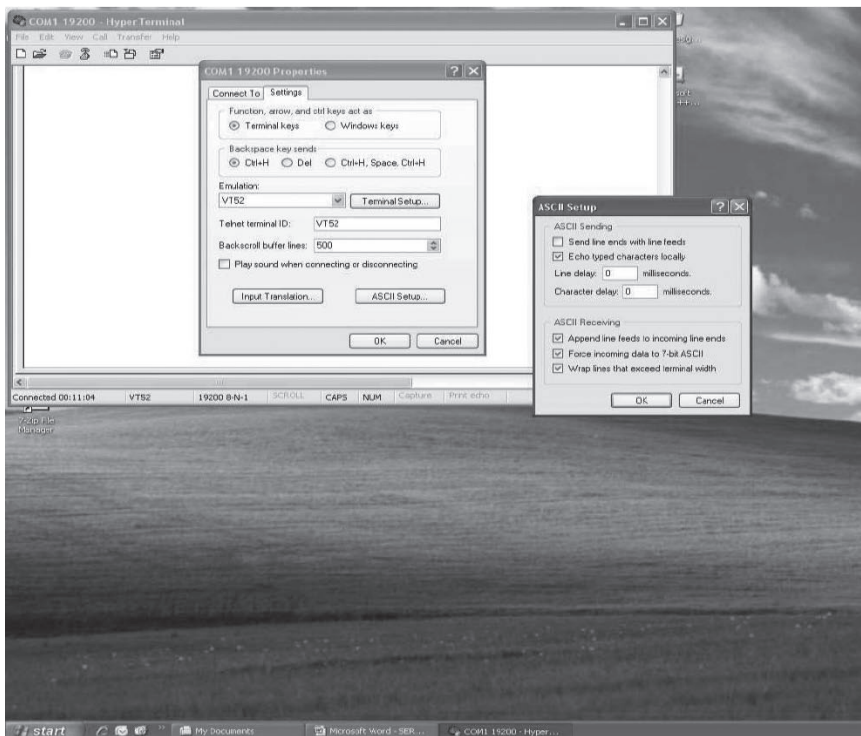 COM1 19200 - HyperTerminal
File Edit View Call Transfer Help
COM1 19200 Properties
Connect To Settings
Function, arrow, and ctrl keys act as
Terminal keys Windows keys
Backspace key sends
Ctrl+H Del Ctrl+H, Space, Ctrl+H
Emulation:
VT52 Terminal Setup...
Telnet terminal ID: VT52
Backscroll buffer lines: 500
Play sound when connecting or disconnecting
Input Translation... ASCII Setup...
OK Cancel
ASCII Setup
ASCII Sending
Send line ends with line feeds
Echo typed characters locally
Line delay: 0 milliseconds.
Character delay: 0 milliseconds.
ASCII Receiving
Append line feeds to incoming line ends
Force incoming data to 7-bit ASCII
Wrap lines that exceed terminal width
OK Cancel
Connected 00:11:04 VT52 19200 8-N-1 SCROLL CAPS NUM Capture Print echo
7-Zip File
Manager
start My Documents Microsoft Word - SER... COM1 19200 - Hyper...